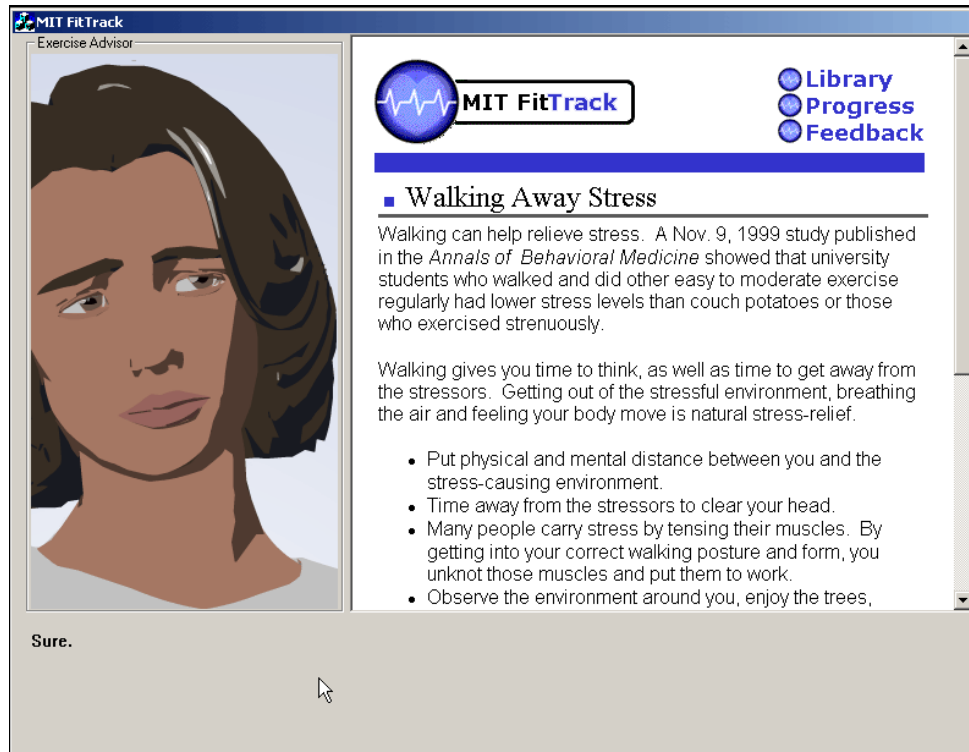 MIT FitTrack
Exercise Advisor
MIT FitTrack
Library
Progress
Feedback
Walking Away Stress
Walking can help relieve stress. A Nov. 9, 1999 study published
in the Annals of Behavioral Medicine showed that university
students who walked and did other easy to moderate exercise
regularly had lower stress levels than couch potatoes or those
who exercised strenuously.
Walking gives you time to think, as well as time to get away from
the stressors. Getting out of the stressful environment, breathing
the air and feeling your body move is natural stress-relief.
• Put physical and mental distance between you and the
stress-causing environment.
• Time away from the stressors to clear your head.
• Many people carry stress by tensing their muscles. By
getting into your correct walking posture and form, you
unknot those muscles and put them to work.
• Observe the environment around you, enjoy the trees,
Sure.